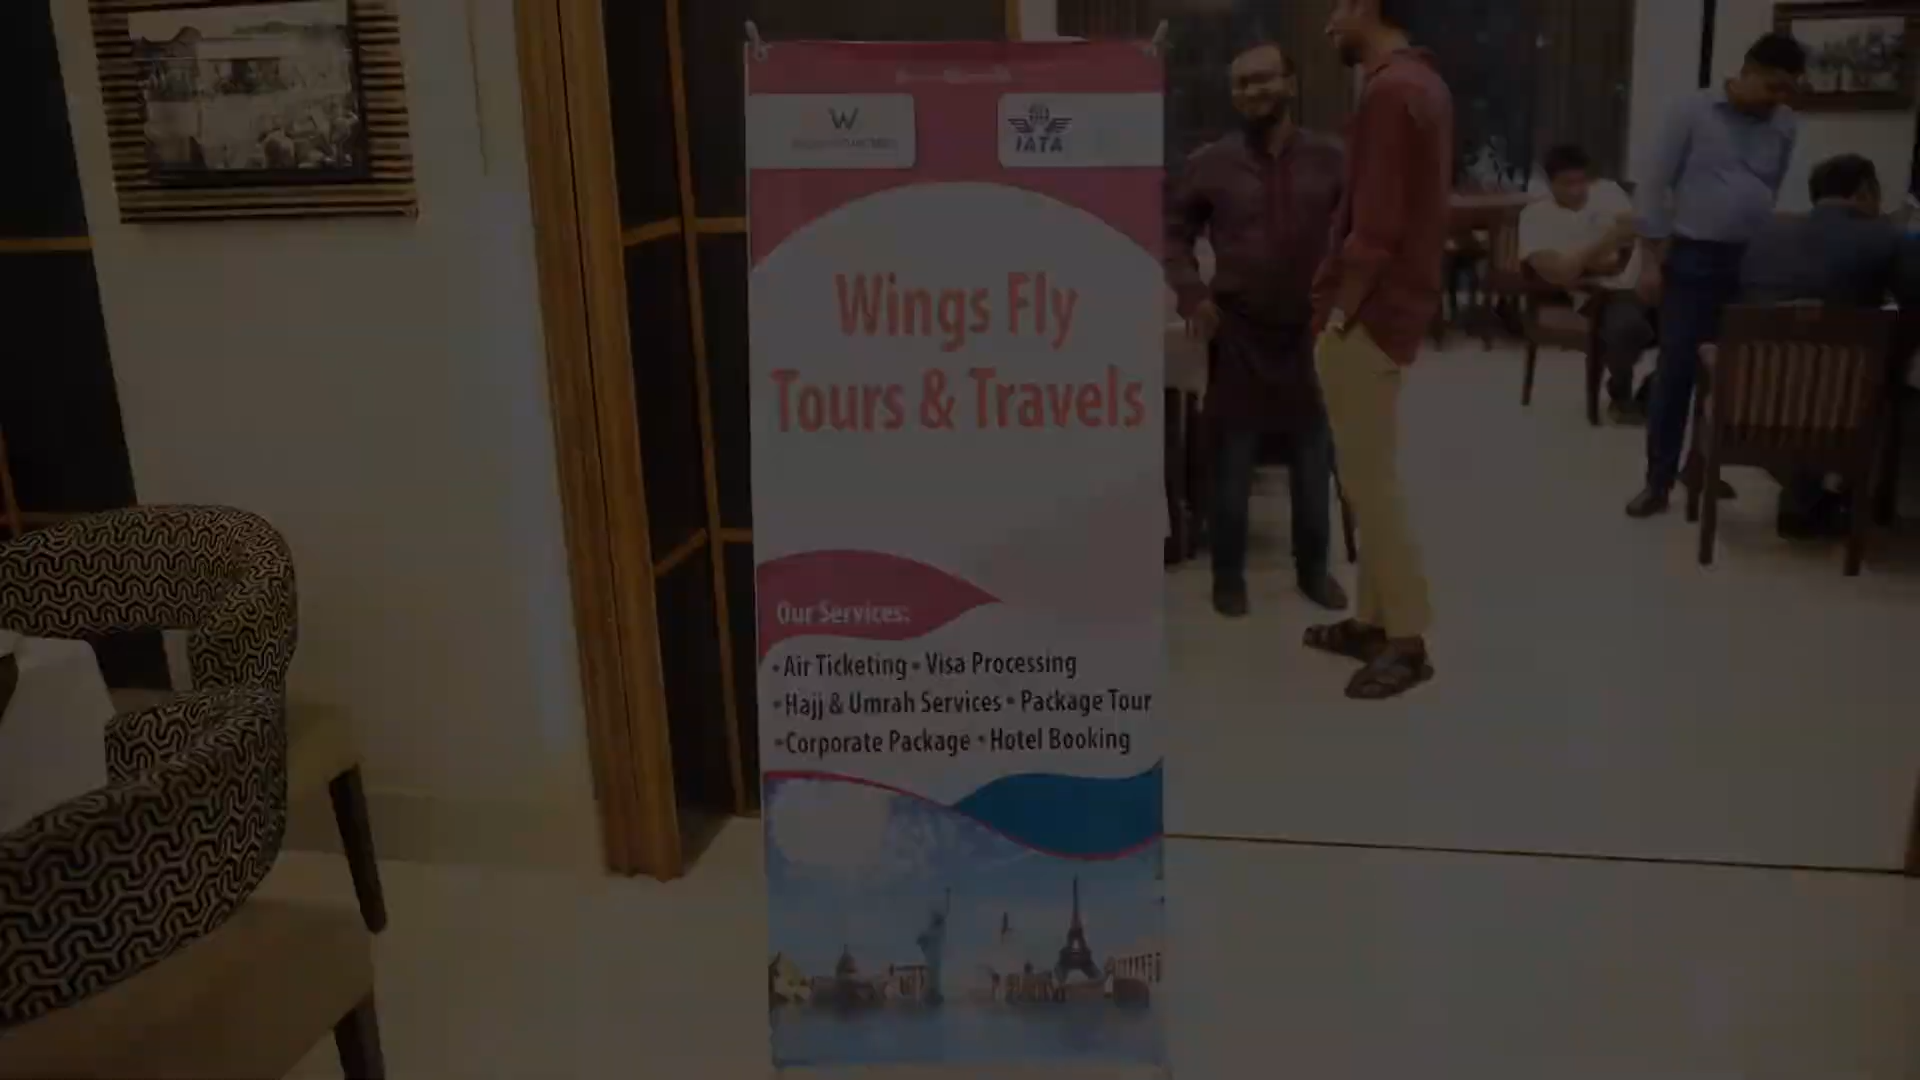 W
IATA
Wings Fly
Tours & Travels
Our Services:
• Air Ticketing • Visa Processing
• Hajj & Umrah Services • Package Tour
• Corporate Package • Hotel Booking